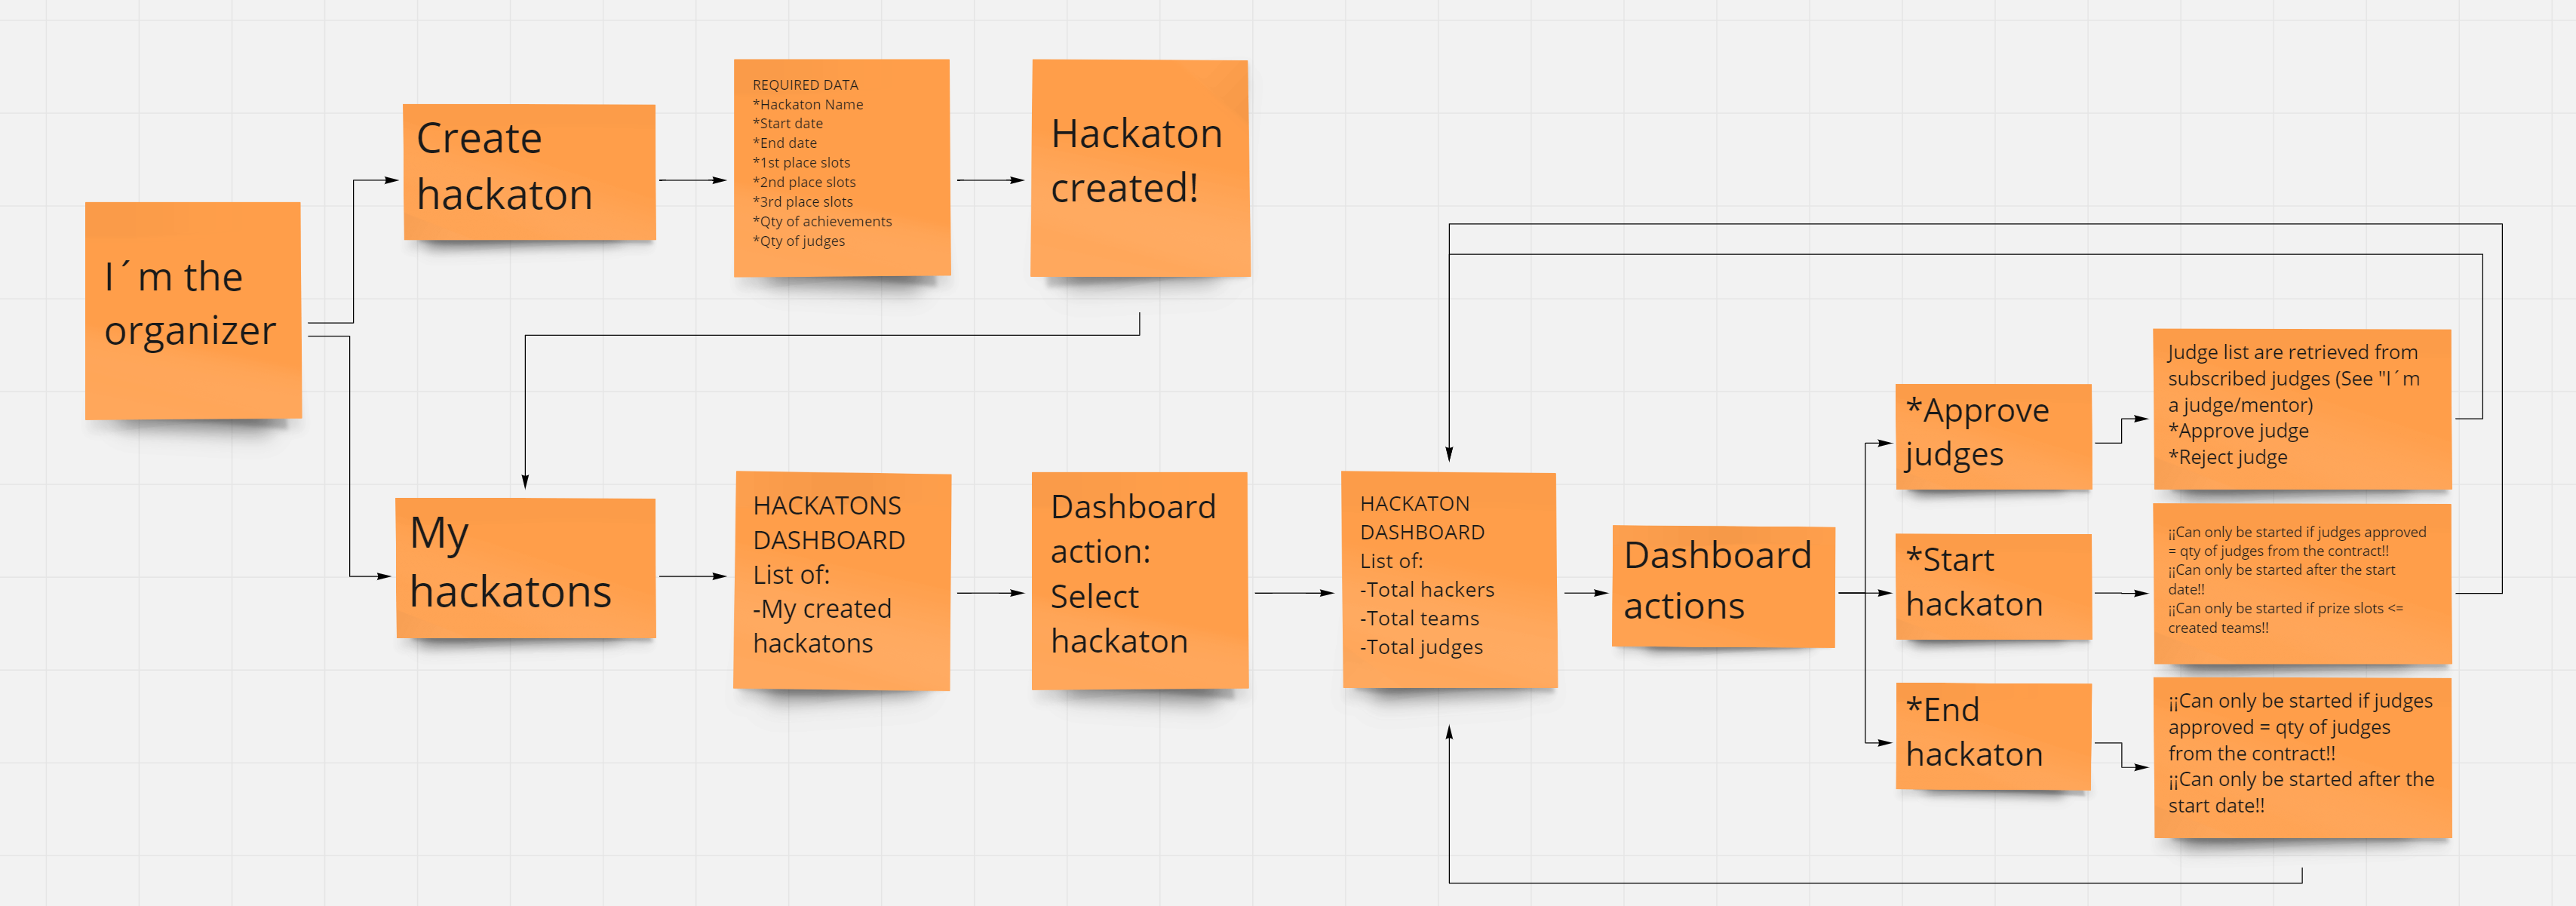 I´m the
organizer
Create
hackaton
REQUIRED DATA
*Hackaton Name
*Start date
*End date
*1st place slots
*2nd place slots
*3rd place slots
*Qty of achievements
*Qty of judges
Hackaton
created!
My
hackatons
HACKATONS
DASHBOARD
List of:
-My created
hackatons
Dashboard
action:
Select
hackaton
HACKATON
DASHBOARD
List of:
-Total hackers
-Total teams
-Total judges
Dashboard
actions
*Approve
judges
Judge list are retrieved from
subscribed judges (See "I´m
a judge/mentor)
*Approve judge
*Reject judge
*Start
hackaton
¡¡Can only be started if judges approved
= qty of judges from the contract!!
¡¡Can only be started after the start
date!!
¡¡Can only be started if prize slots <=
created teams!!
*End
hackaton
¡¡Can only be started if judges
approved = qty of judges
from the contract!!
¡¡Can only be started after the
start date!!